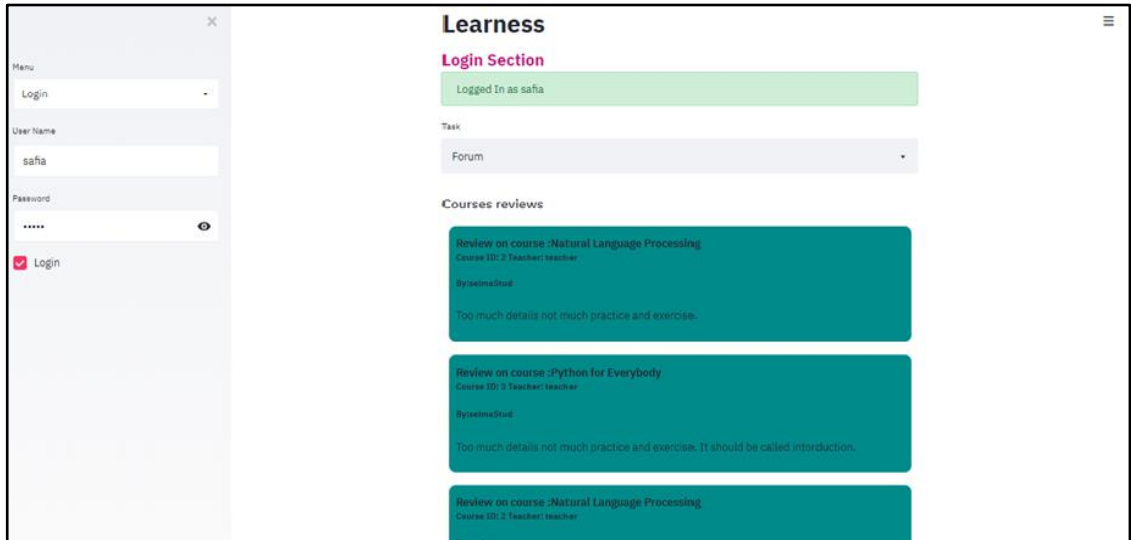 Menu
Login
User Name
safia
Password
•••••
Login
Learness
Login Section
Logged In as safia
Task
Forum
Courses reviews
Review on course :Natural Language Processing
Course ID: 2 Teacher: teacher
By:selmaStud
Too much details not much practice and exercise.
Review on course :Python for Everybody
Course ID: 3 Teacher: teacher
By:selmaStud
Too much details not much practice and exercise. It should be called intorduction.
Review on course :Natural Language Processing
Course ID: 2 Teacher: teacher